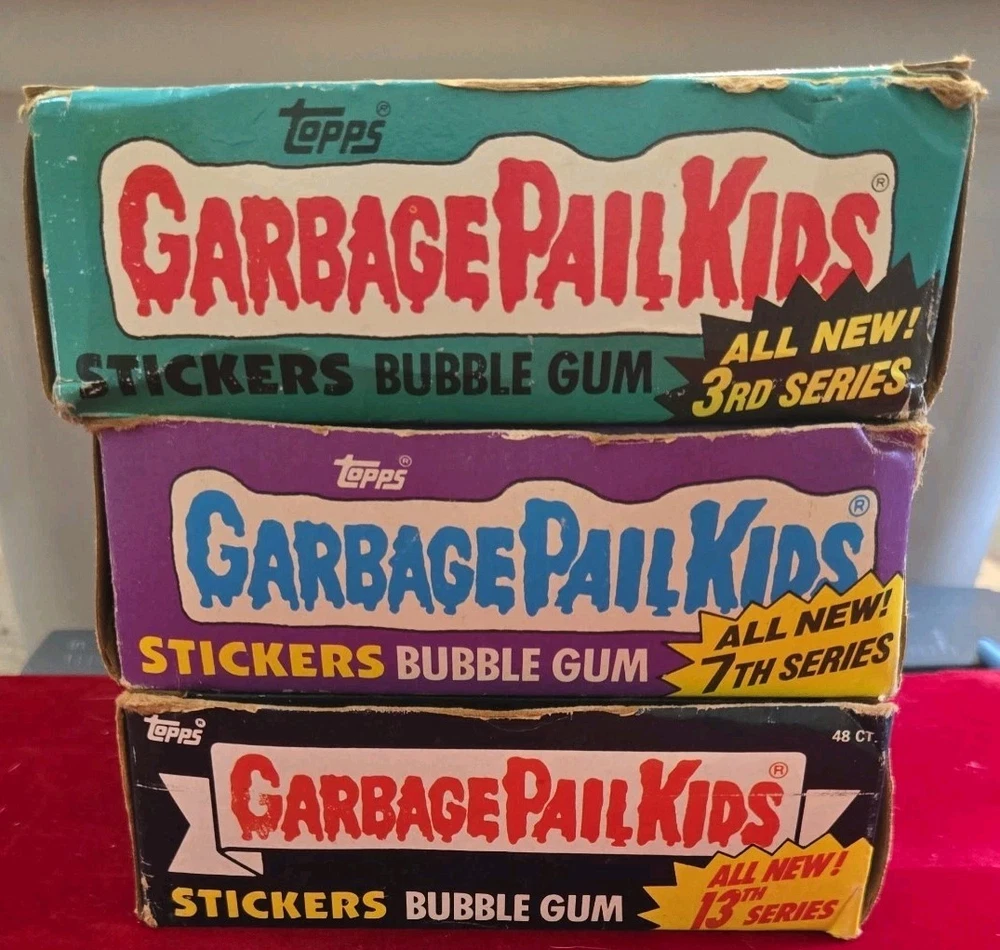 topps®
GARBAGE PAIL KIDS®
ALL NEW!
STICKERS BUBBLE GUM
3RD SERIES
topps®
GARBAGE PAIL KIDS®
ALL NEW!
STICKERS BUBBLE GUM
7TH SERIES
topps®
48 CT.
GARBAGE PAIL KIDS®
ALL NEW!
STICKERS BUBBLE GUM
13TH SERIES